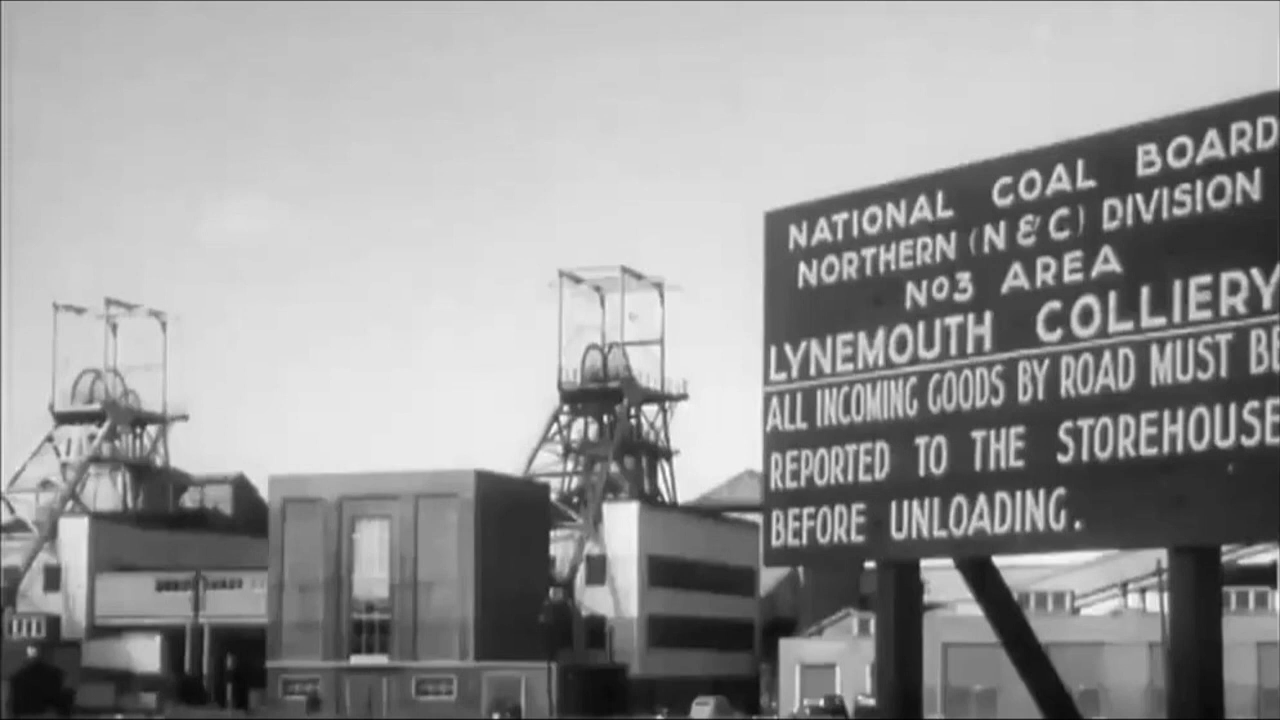 NATIONAL COAL BOARD
NORTHERN (N & C) DIVISION
No3 AREA
LYNEMOUTH COLLIERY
ALL INCOMING GOODS BY ROAD MUST BE
REPORTED TO THE STOREHOUSE
BEFORE UNLOADING.